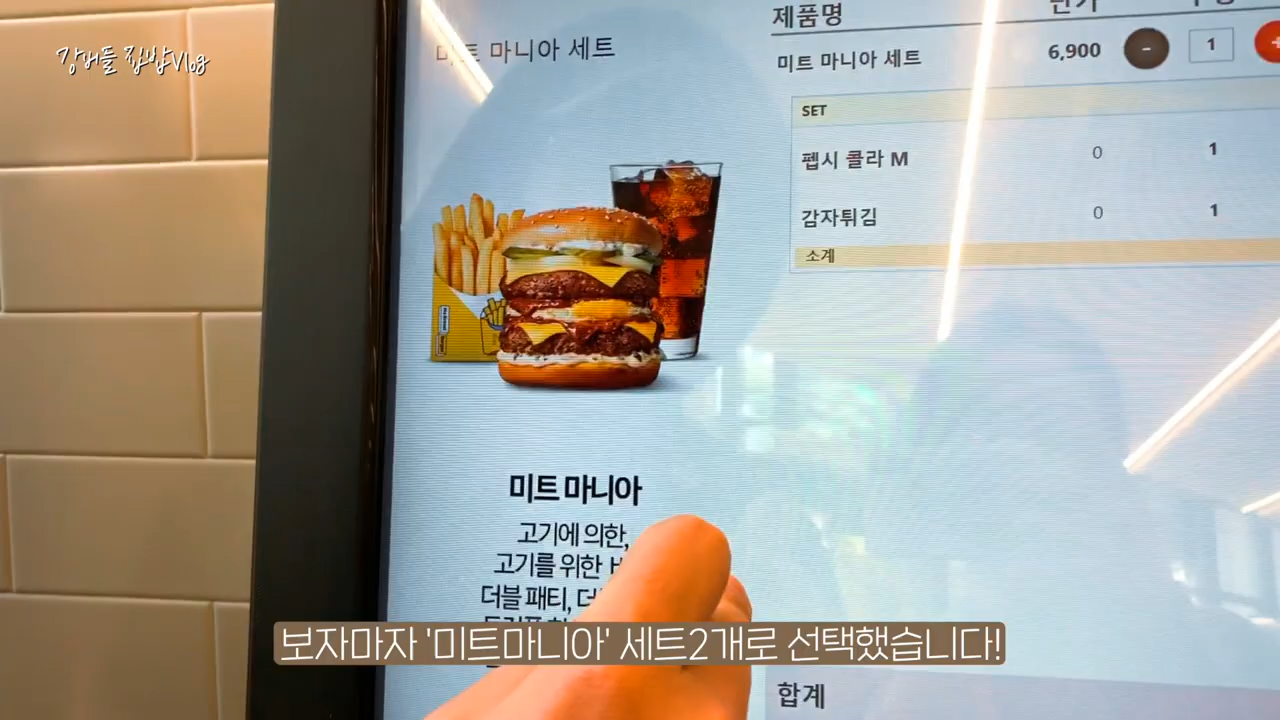 강버들 집밥Vlog
미트 마니아 세트
제품명
단가
미트 마니아 세트 6,900 - 1 +
SET
펩시 콜라 M 0 1
감자튀김 0 1
소계
미트 마니아
고기에 의한,
고기를 위한
더블 패티,
보자마자 '미트마니아' 세트2개로 선택했습니다!
합계